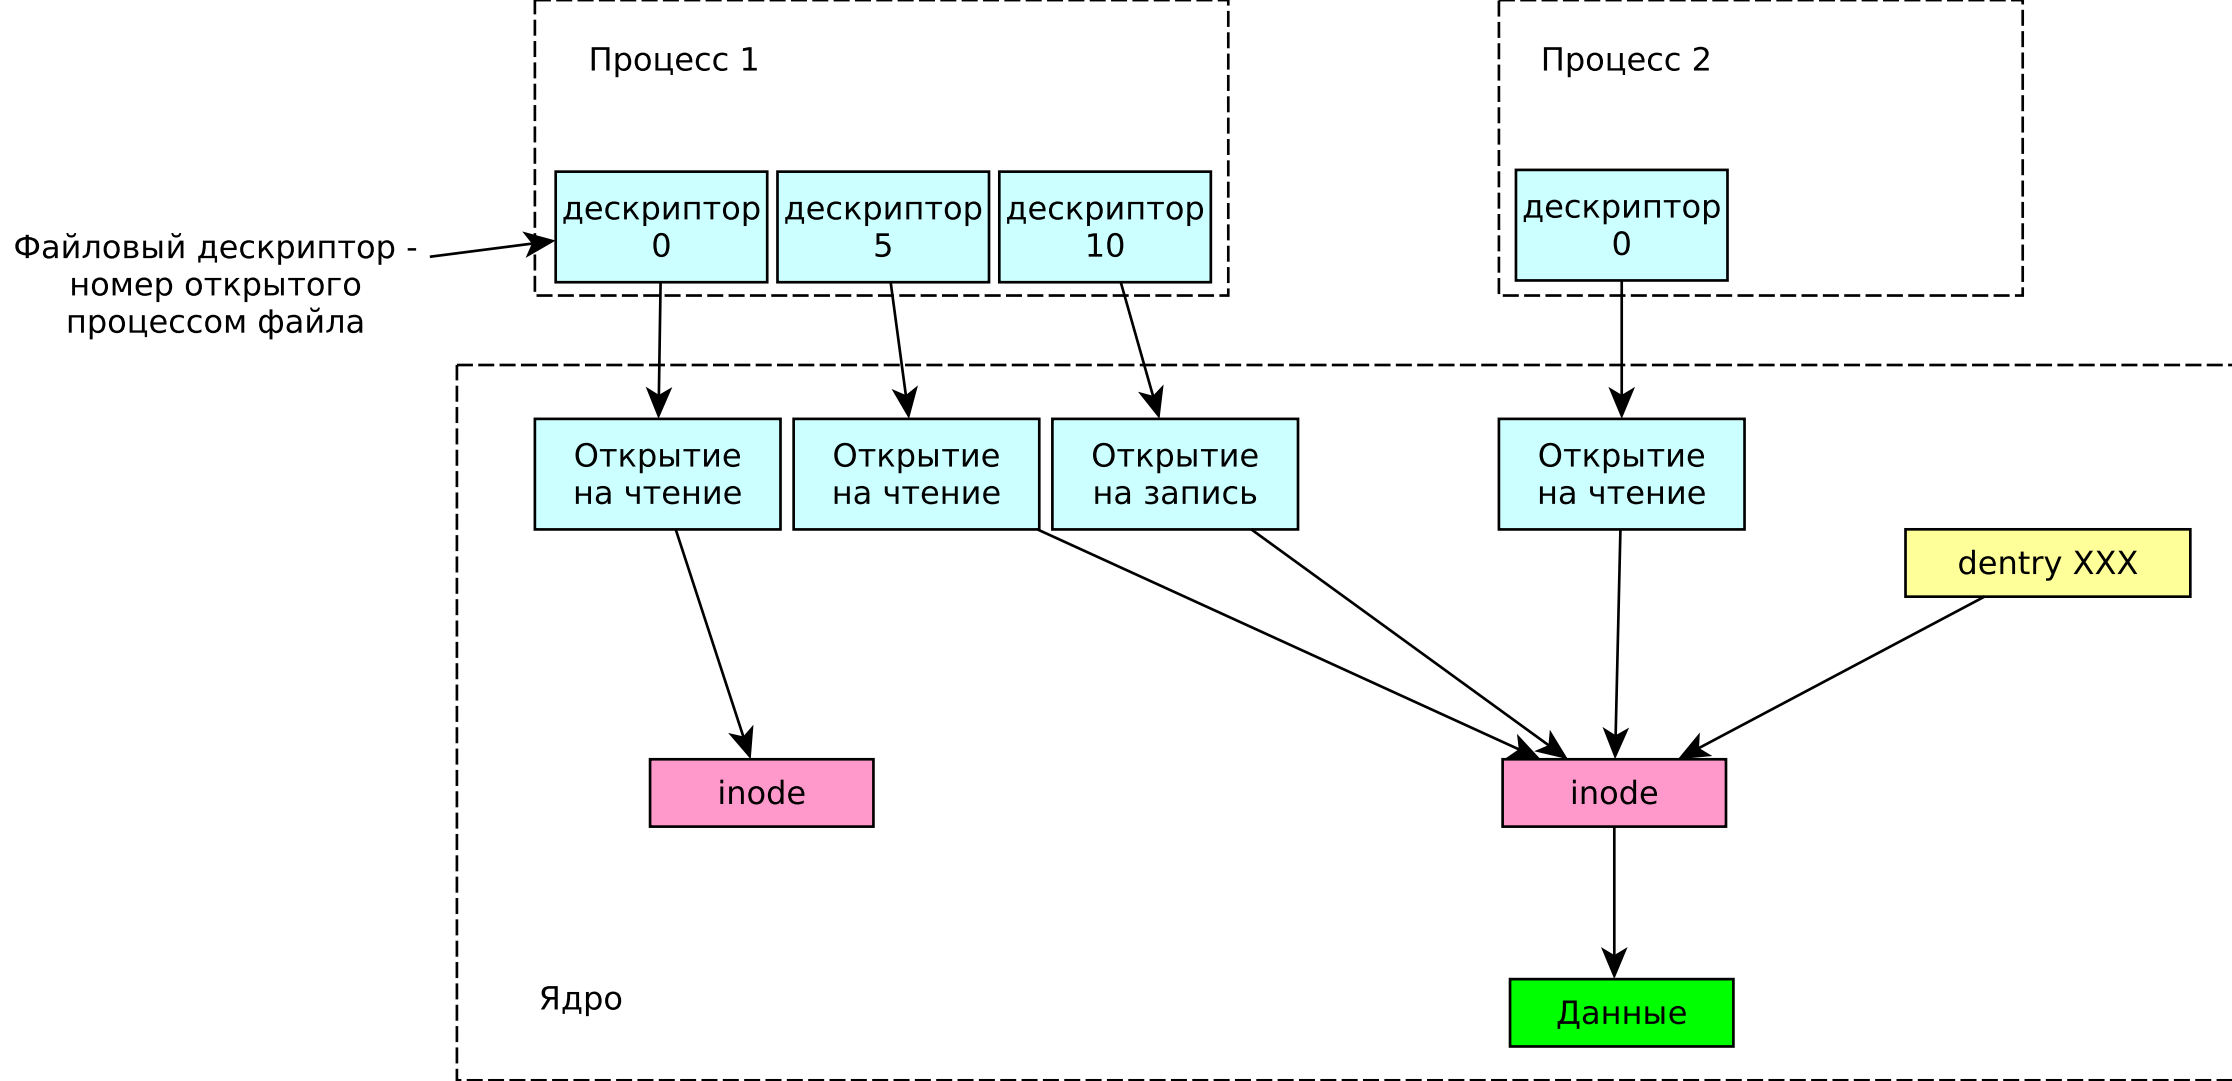 Процесс 1
Процесс 2
Файловый дескриптор -
номер открытого
процессом файла
дескриптор
0
дескриптор
5
дескриптор
10
дескриптор
0
Открытие
на чтение
Открытие
на чтение
Открытие
на запись
Открытие
на чтение
dentry XXX
inode
inode
Ядро
Данные